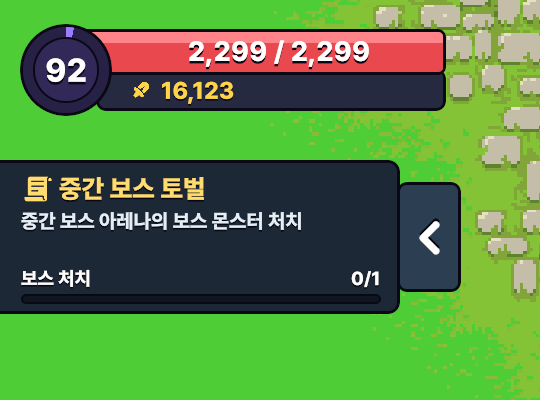 92
2,299 / 2,299
16,123
중간 보스 토벌
중간 보스 아레나의 보스 몬스터 처치
보스 처치 0/1